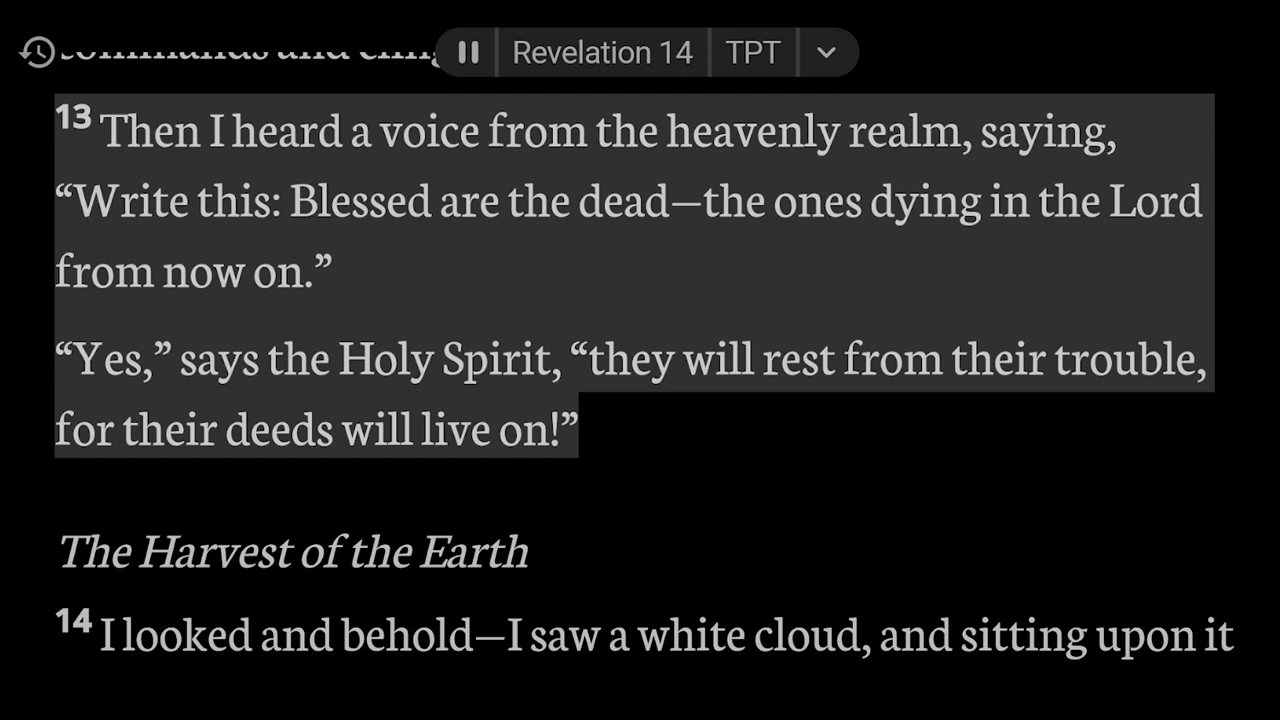 Revelation 14 TPT
13 Then I heard a voice from the heavenly realm, saying,
“Write this: Blessed are the dead—the ones dying in the Lord
from now on.”
“Yes,” says the Holy Spirit, “they will rest from their trouble,
for their deeds will live on!”
The Harvest of the Earth
14 I looked and behold—I saw a white cloud, and sitting upon it